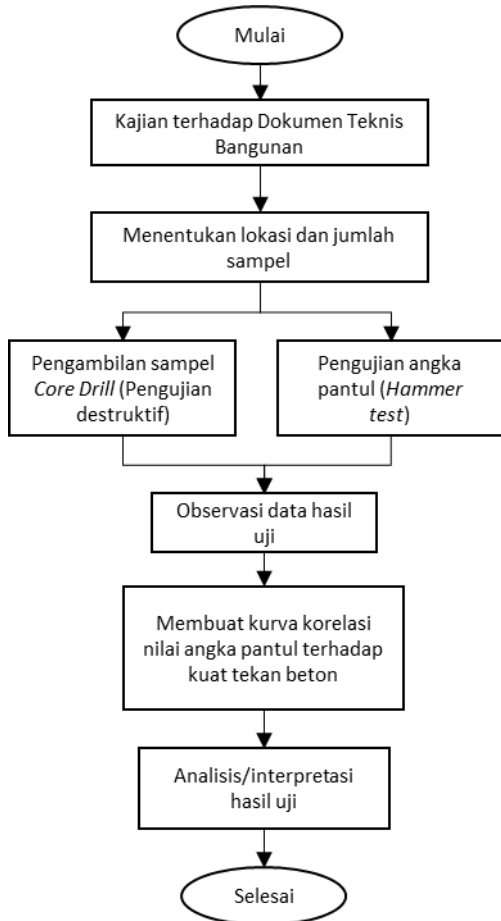 Mulai
Kajian terhadap Dokumen Teknis
Bangunan
Menentukan lokasi dan jumlah
sampel
Pengambilan sampel
Core Drill (Pengujian
destruktif)
Pengujian angka
pantul (Hammer
test)
Observasi data hasil
uji
Membuat kurva korelasi
nilai angka pantul terhadap
kuat tekan beton
Analisis/interpretasi
hasil uji
Selesai